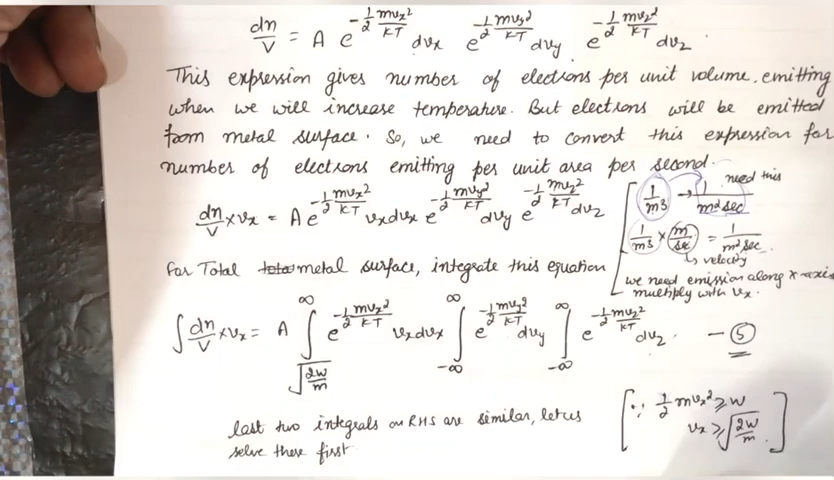 dn/V = A e^{-1/2 mvx²/KT} dvx e^{-1/2 mvy²/KT} dvy e^{-1/2 mvz²/KT} dvz.
This expression gives number of electrons per unit volume. emitting
when we will increase temperature. But electrons will be emitted
from metal surface. So, we need to convert this expression for
number of electrons emitting per unit area per second.
dn/V × vx = A e^{-1/2 mvx²/KT} vx dvx e^{-1/2 mvy²/KT} dvy e^{-1/2 mvz²/KT} dvz
need this
1/m3 → 1/m²sec
1/m3 × m/sec = 1/m²sec.
↳ velocity
we need emission along x-axis
multiply with vx.
For Total metal surface, integrate this equation
∫ dn/V × vx = A ∫_{√(2W/m)}^{∞} e^{-1/2 mvx²/KT} vx dvx ∫_{-∞}^{∞} e^{-1/2 mvy²/KT} dvy ∫_{-∞}^{∞} e^{-1/2 mvz²/KT} dvz. — ⑤
last two integrals on RHS are similar, let us
solve these first
[∵ 1/2 mvx² ≥ W
vx ≥ √(2W/m).]